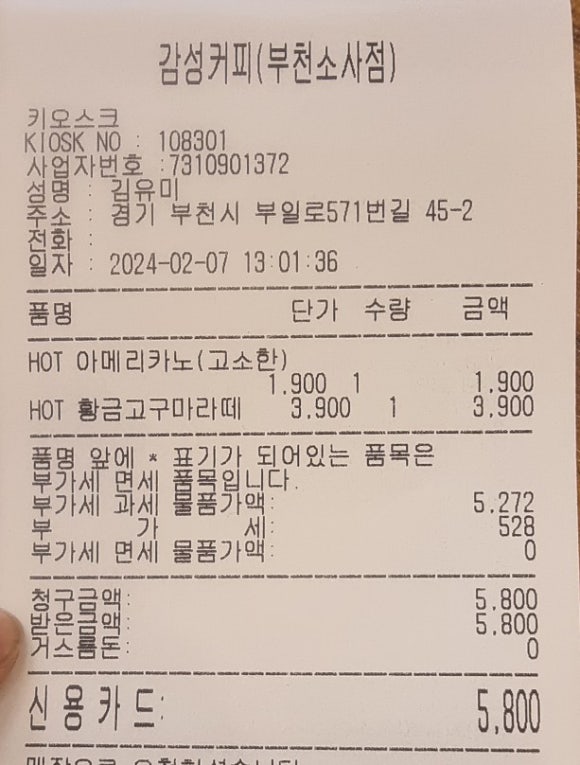 감성커피(부천소사점)
키오스크
KIOSK NO : 108301
사업자번호 :7310901372
성명 : 김유미
주소 : 경기 부천시 부일로571번길 45-2
전화 :
일자 : 2024-02-07 13:01:36
품명 단가 수량 금액
HOT 아메리카노(고소한)
1.900 1 1.900
HOT 황금고구마라떼 3.900 1 3.900
품명 앞에 * 표기가 되어있는 품목은
부가세 면세 품목입니다.
부가세 과세 물품가액: 5.272
부 가 세: 528
부가세 면세 물품가액: 0
청구금액: 5.800
받은금액: 5.800
거스름돈: 0
신용카드: 5,800